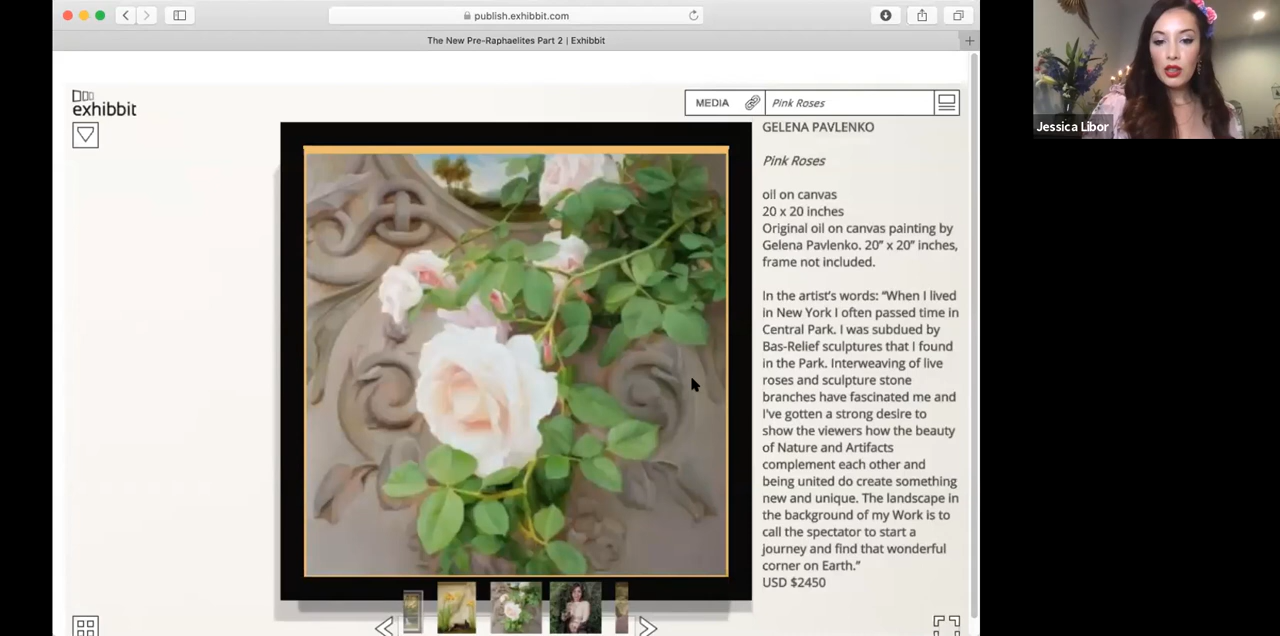 publish.exhibbit.com
The New Pre-Raphaelites Part 2 | Exhibbit
exhibbit
MEDIA
Pink Roses
GELENA PAVLENKO
Pink Roses
oil on canvas
20 x 20 inches
Original oil on canvas painting by
Gelena Pavlenko. 20” x 20” inches,
frame not included.
In the artist's words: “When I lived
in New York I often passed time in
Central Park. I was subdued by
Bas-Relief sculptures that I found
in the Park. Interweaving of live
roses and sculpture stone
branches have fascinated me and
I've gotten a strong desire to
show the viewers how the beauty
of Nature and Artifacts
complement each other and
being united do create something
new and unique. The landscape in
the background of my Work is to
call the spectator to start a
journey and find that wonderful
corner on Earth.”
USD $2450
Jessica Libor